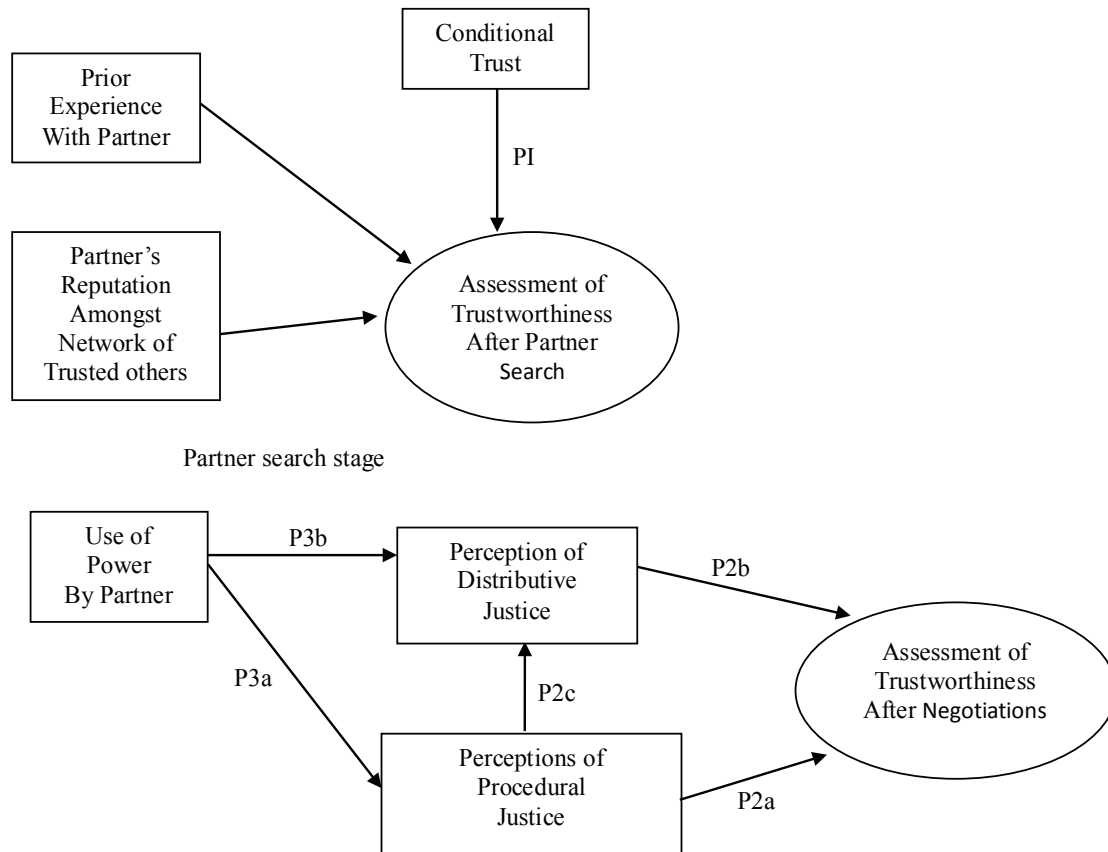 Conditional
Trust
Prior
Experience
With Partner
PI
Partner’s
Reputation
Amongst
Network of
Trusted others
Assessment of
Trustworthiness
After Partner
Search
Partner search stage
Use of
Power
By Partner
P3b
Perception of
Distributive
Justice
P2b
P3a
P2c
Assessment of
Trustworthiness
After Negotiations
Perceptions of
Procedural
Justice
P2a